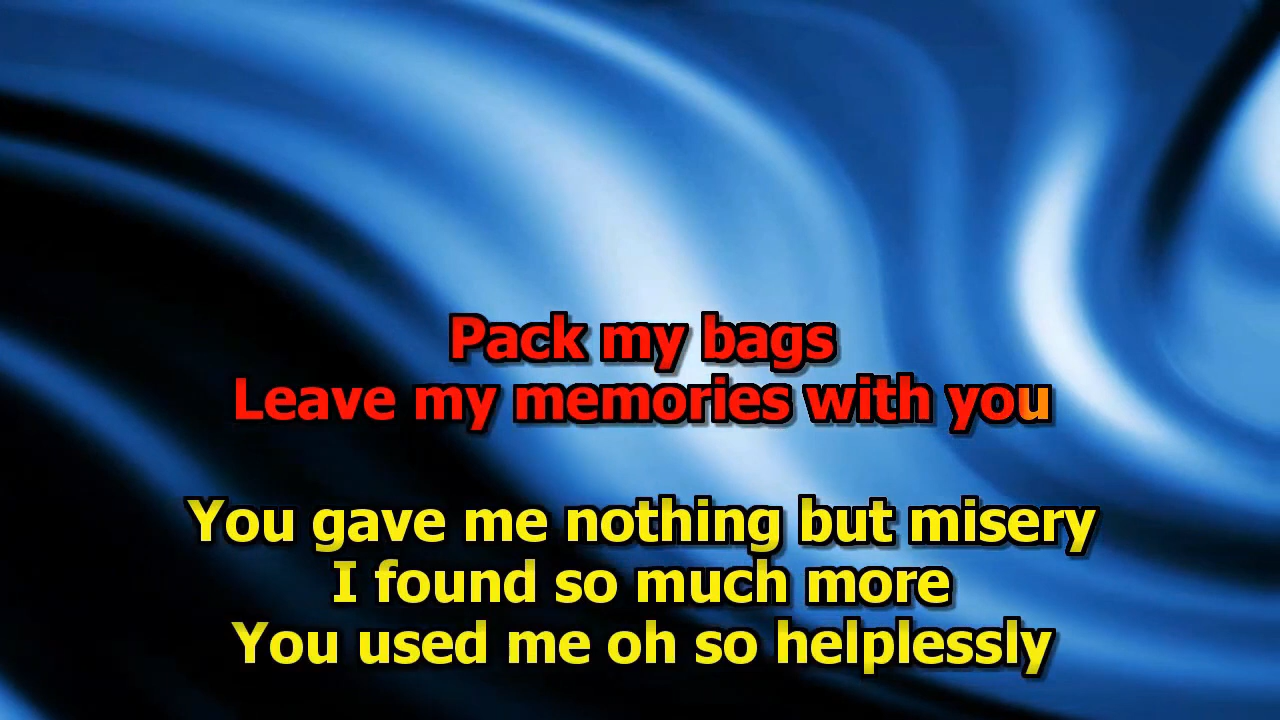 Pack my bags
Leave my memories with you
You gave me nothing but misery
I found so much more
You used me oh so helplessly